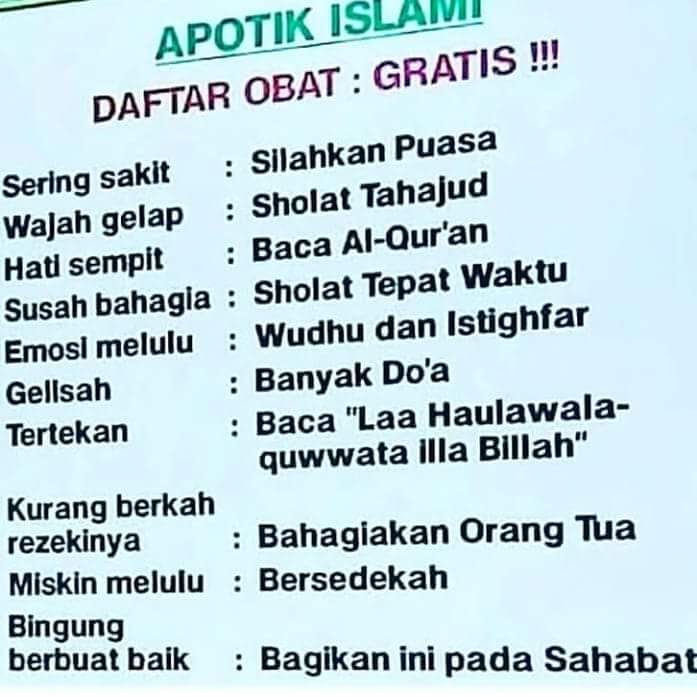 APOTIK ISLAMI
DAFTAR OBAT : GRATIS !!!
Sering sakit : Silahkan Puasa
Wajah gelap : Sholat Tahajud
Hati sempit : Baca Al-Qur'an
Susah bahagia : Sholat Tepat Waktu
Emosi melulu : Wudhu dan Istighfar
Gelisah : Banyak Do'a
Tertekan : Baca "Laa Haulawala-
quwwata illa Billah"
Kurang berkah
rezekinya : Bahagiakan Orang Tua
Miskin melulu : Bersedekah
Bingung
berbuat baik : Bagikan ini pada Sahabat